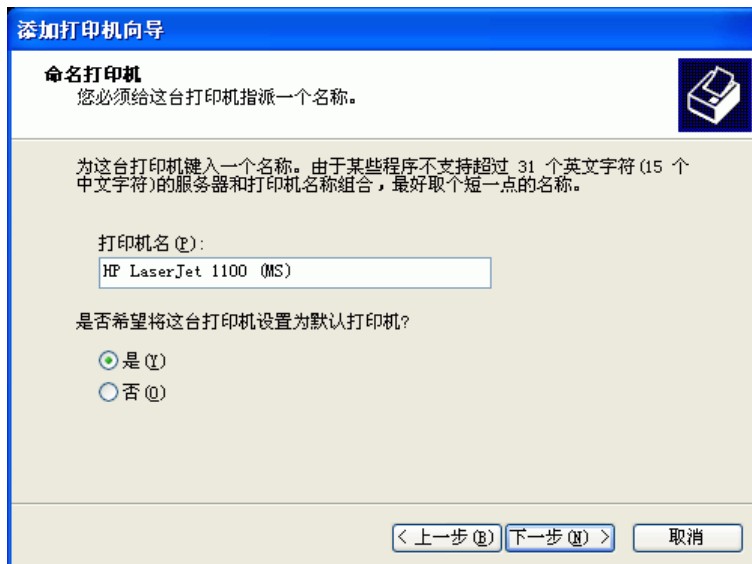 添加打印机向导
命名打印机
您必须给这台打印机指派一个名称。
为这台打印机键入一个名称。由于某些程序不支持超过 31 个英文字符(15 个
中文字符)的服务器和打印机名称组合，最好取个短一点的名称。
打印机名(P):
HP LaserJet 1100 (MS)
是否希望将这台打印机设置为默认打印机?
是(Y)
否(O)
< 上一步(B) 下一步(N) > 取消